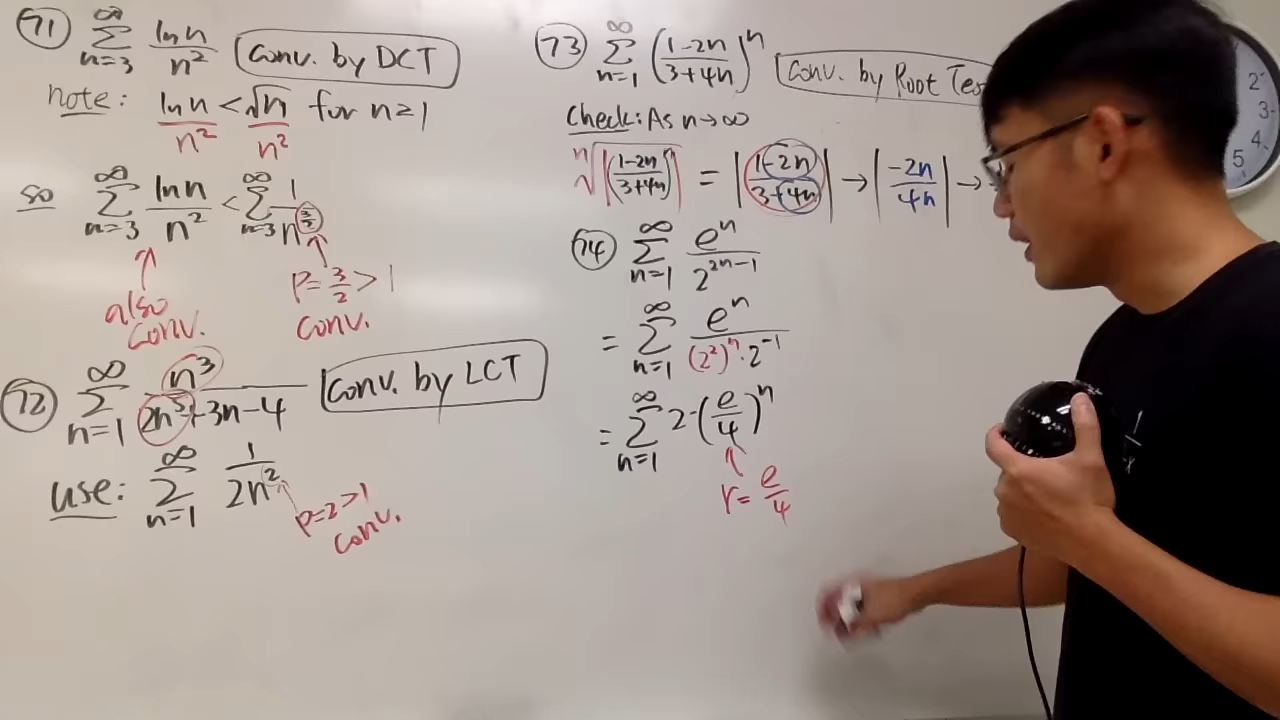 71 ∞∑n=3 ln n / n² Conv. by DCT
note: ln n / n² < √n / n² for n≥1
so ∞∑n=3 ln n / n² < ∞∑n=3 1 / n^(3/2)
also conv.
P = 3/2 > 1
conv.
72 ∞∑n=1 n³ / (2n⁵+3n-4) Conv. by LCT
use: ∞∑n=1 1 / 2n²
P=2>1
conv.
73 ∞∑n=1 ((1-2n)/(3+4n))^n Conv. by Root Tes
Check: As n→∞
ⁿ√|((1-2n)/(3+4n))^n| = |(1-2n)/(3+4n)| → |-2n/4n| →
74 ∞∑n=1 e^n / 2^(2n-1)
= ∞∑n=1 e^n / ((2²)^n · 2^-1)
= ∞∑n=1 2·(e/4)^n
r = e/4
2
3
4
5